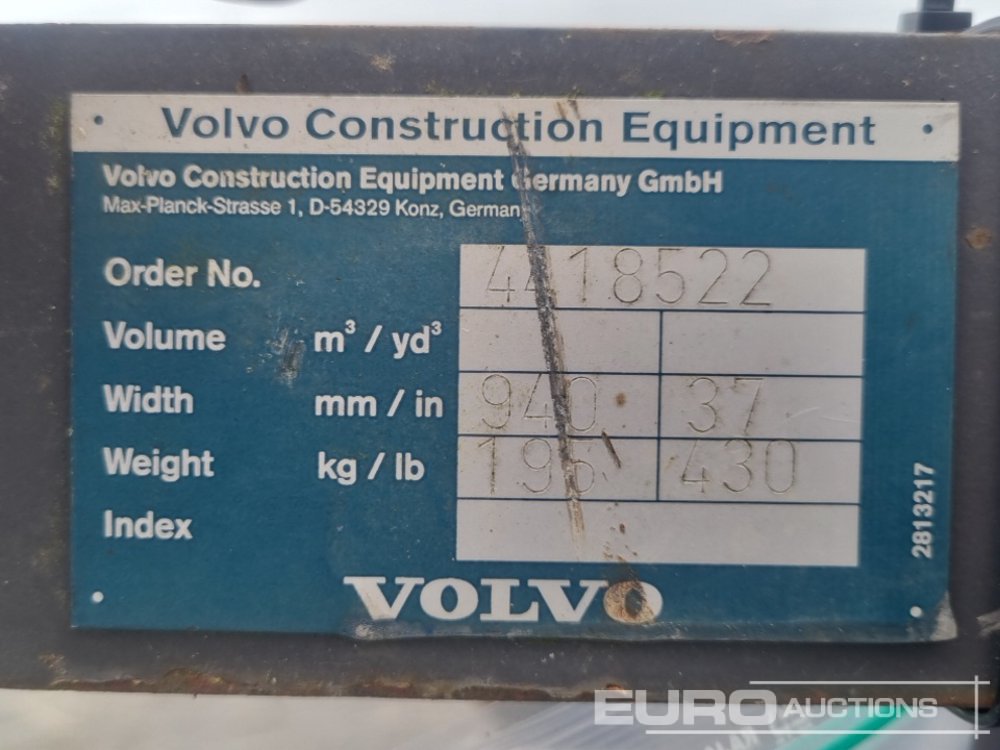 Volvo Construction Equipment
Volvo Construction Equipment Germany GmbH
Max-Planck-Strasse 1, D-54329 Konz, Germany
Order No. 4418522
Volume m³ / yd³
Width mm / in 940 37
Weight kg / lb 195 430
Index
2813217
VOLVO
EURO AUCTIONS